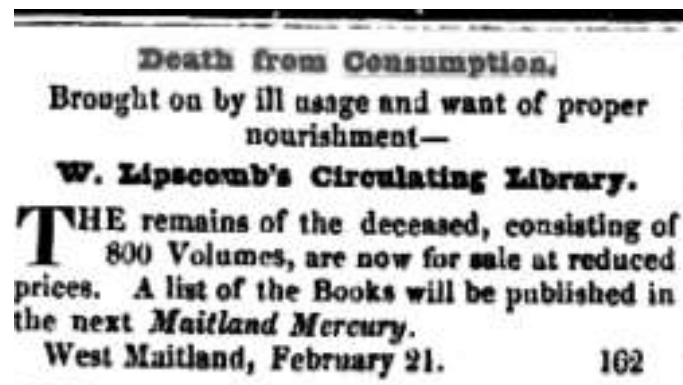 Death from Consumption,
Brought on by ill usage and want of proper
nourishment—
W. Lipscomb's Circulating Library.
THE remains of the deceased, consisting of
800 Volumes, are now for sale at reduced
prices. A list of the Books will be published in
the next Maitland Mercury.
West Maitland, February 21. 162